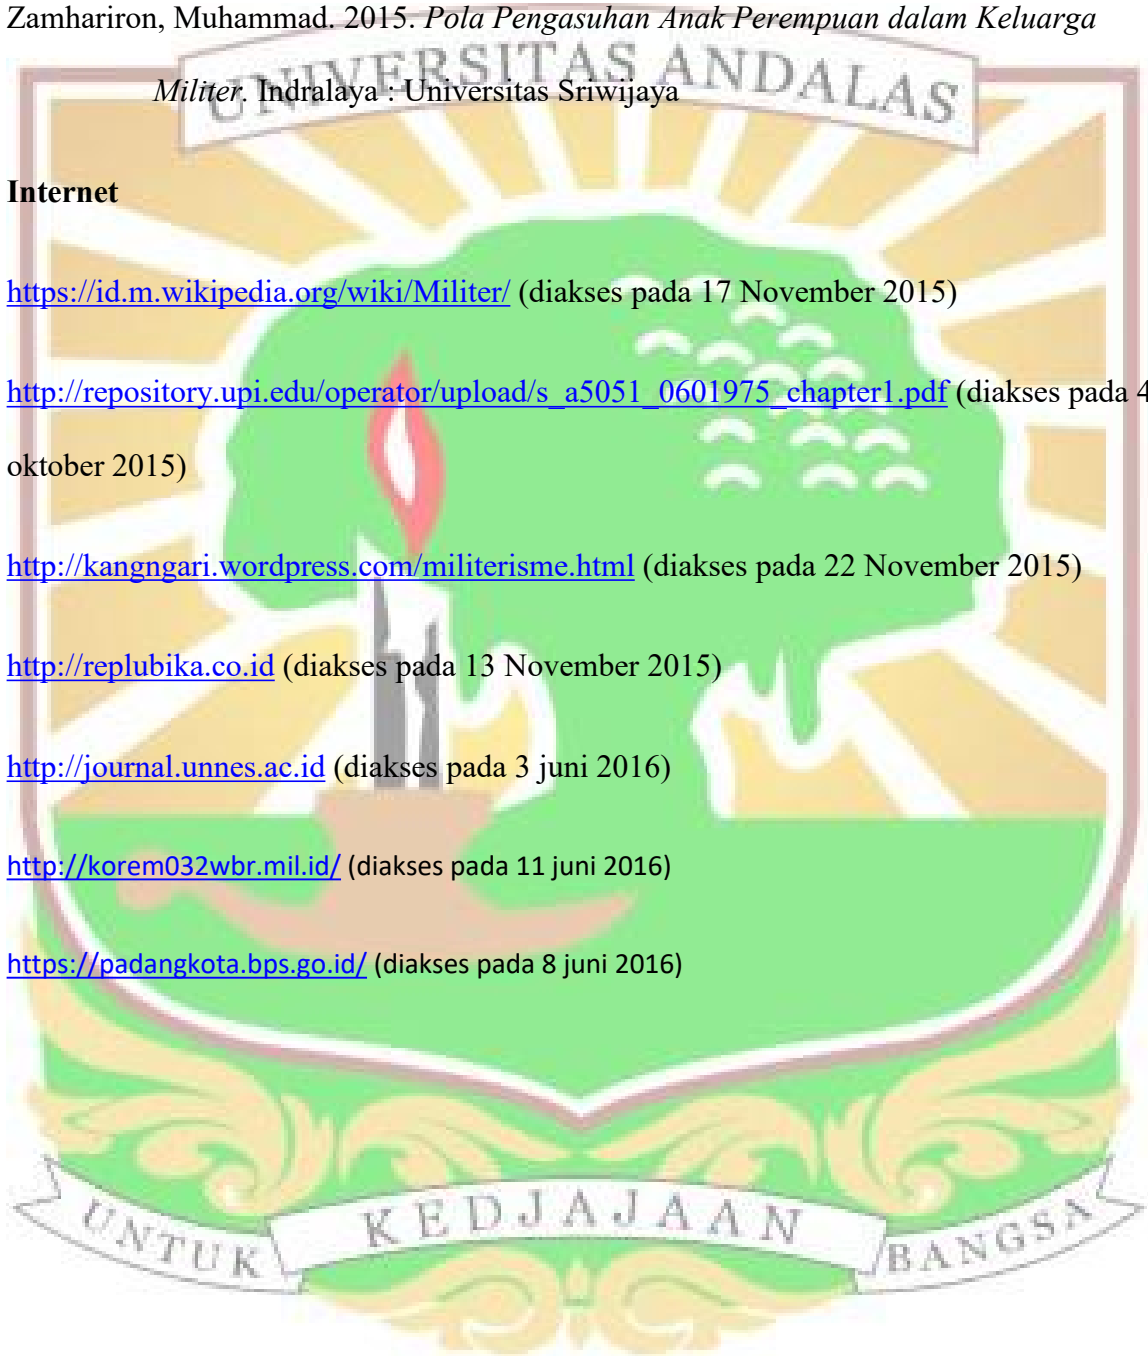 Zamhariron, Muhammad. 2015. Pola Pengasuhan Anak Perempuan dalam Keluarga
UNIVERSITAS ANDALAS
Militer. Indralaya : Universitas Sriwijaya
Internet
https://id.m.wikipedia.org/wiki/Militer/ (diakses pada 17 November 2015)
http://repository.upi.edu/operator/upload/s_a5051_0601975_chapter1.pdf (diakses pada 4
oktober 2015)
http://kangngari.wordpress.com/militerisme.html (diakses pada 22 November 2015)
http://replubika.co.id (diakses pada 13 November 2015)
http://journal.unnes.ac.id (diakses pada 3 juni 2016)
http://korem032wbr.mil.id/ (diakses pada 11 juni 2016)
https://padangkota.bps.go.id/ (diakses pada 8 juni 2016)
UNTUK KEDJAJAAN BANGSA